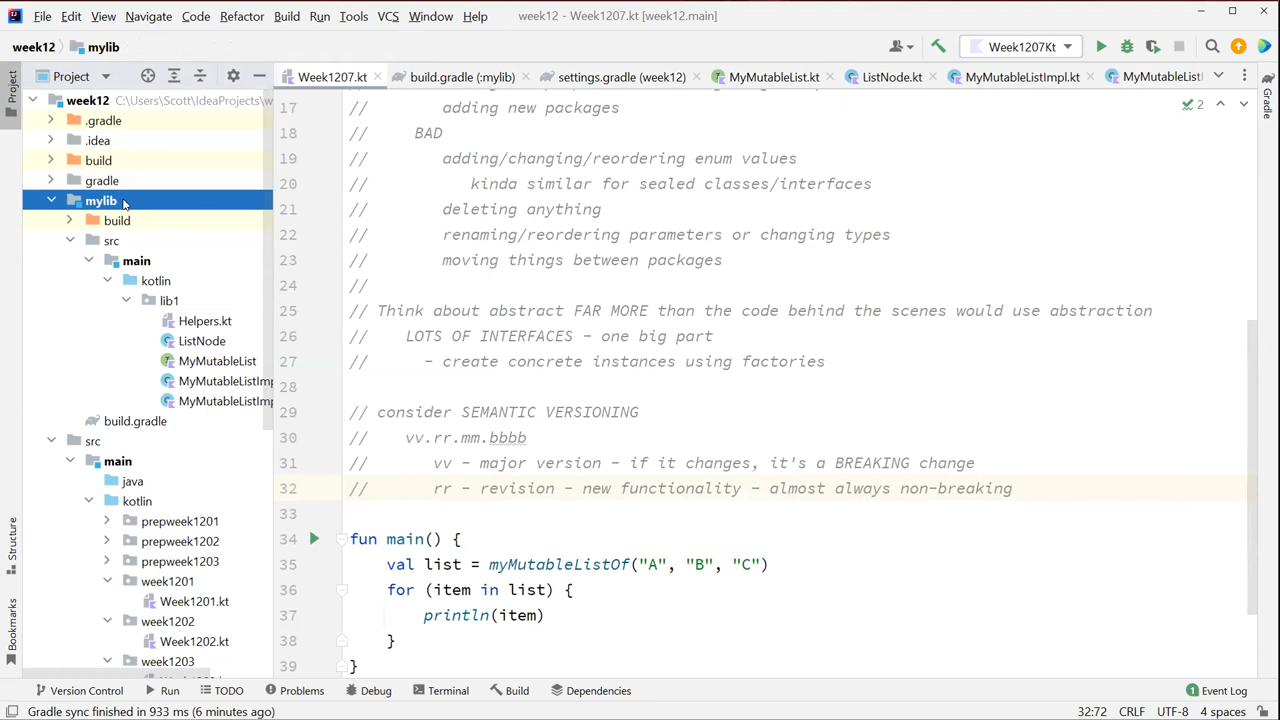 File Edit View Navigate Code Refactor Build Run Tools VCS Window Help week12 - Week1207.kt [week12.main]
week12 mylib Week1207Kt
Project Week1207.kt build.gradle (:mylib) settings.gradle (week12) MyMutableList.kt ListNode.kt MyMutableListImpl.kt MyMutableListI
Project
Structure
Bookmarks
week12 C:\Users\Scott\IdeaProjects\w
.gradle
.idea
build
gradle
mylib
build
src
main
kotlin
lib1
Helpers.kt
ListNode
MyMutableList
MyMutableListImp
MyMutableListImp
build.gradle
src
main
java
kotlin
prepweek1201
prepweek1202
prepweek1203
week1201
Week1201.kt
week1202
Week1202.kt
week1203
2
17 // adding new packages
18 // BAD
19 // adding/changing/reordering enum values
20 // kinda similar for sealed classes/interfaces
21 // deleting anything
22 // renaming/reordering parameters or changing types
23 // moving things between packages
24 //
25 // Think about abstract FAR MORE than the code behind the scenes would use abstraction
26 // LOTS OF INTERFACES - one big part
27 // - create concrete instances using factories
28
29 // consider SEMANTIC VERSIONING
30 // vv.rr.mm.bbbb
31 // vv - major version - if it changes, it's a BREAKING change
32 // rr - revision - new functionality - almost always non-breaking
33
34 fun main() {
35 val list = myMutableListOf("A", "B", "C")
36 for (item in list) {
37 println(item)
38 }
39 }
Gradle
Version Control Run TODO Problems Debug Terminal Build Dependencies 1 Event Log
Gradle sync finished in 933 ms (6 minutes ago) 32:72 CRLF UTF-8 4 spaces